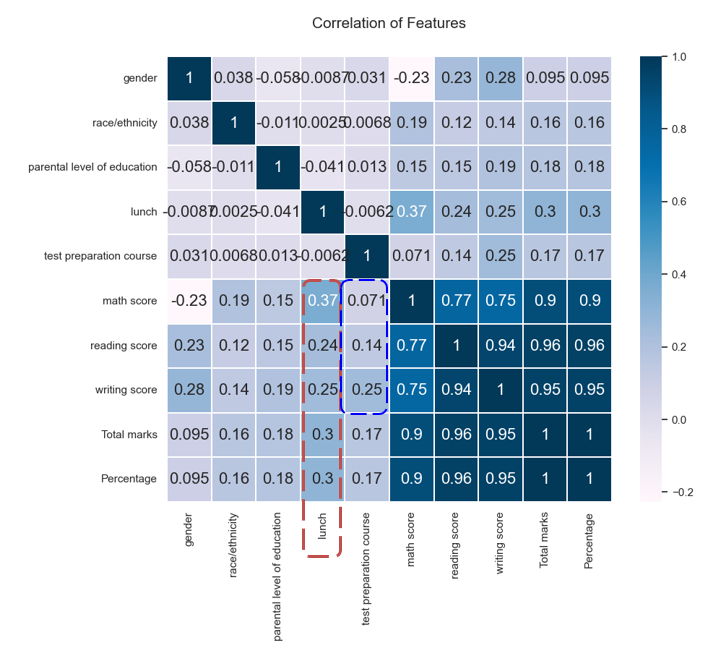 Correlation of Features
gender 1 0.038 -0.058 -0.0087 0.031 -0.23 0.23 0.28 0.095 0.095
race/ethnicity 0.038 1 -0.011 0.0025 0.0068 0.19 0.12 0.14 0.16 0.16
parental level of education -0.058 -0.011 1 -0.041 0.013 0.15 0.15 0.19 0.18 0.18
lunch -0.0087 0.0025 -0.041 1 -0.0062 0.37 0.24 0.25 0.3 0.3
test preparation course 0.031 0.0068 0.013 -0.0062 1 0.071 0.14 0.25 0.17 0.17
math score -0.23 0.19 0.15 0.37 0.071 1 0.77 0.75 0.9 0.9
reading score 0.23 0.12 0.15 0.24 0.14 0.77 1 0.94 0.96 0.96
writing score 0.28 0.14 0.19 0.25 0.25 0.75 0.94 1 0.95 0.95
Total marks 0.095 0.16 0.18 0.3 0.17 0.9 0.96 0.95 1 1
Percentage 0.095 0.16 0.18 0.3 0.17 0.9 0.96 0.95 1 1
gender
race/ethnicity
parental level of education
lunch
test preparation course
math score
reading score
writing score
Total marks
Percentage
1.0
0.8
0.6
0.4
0.2
0.0
−0.2